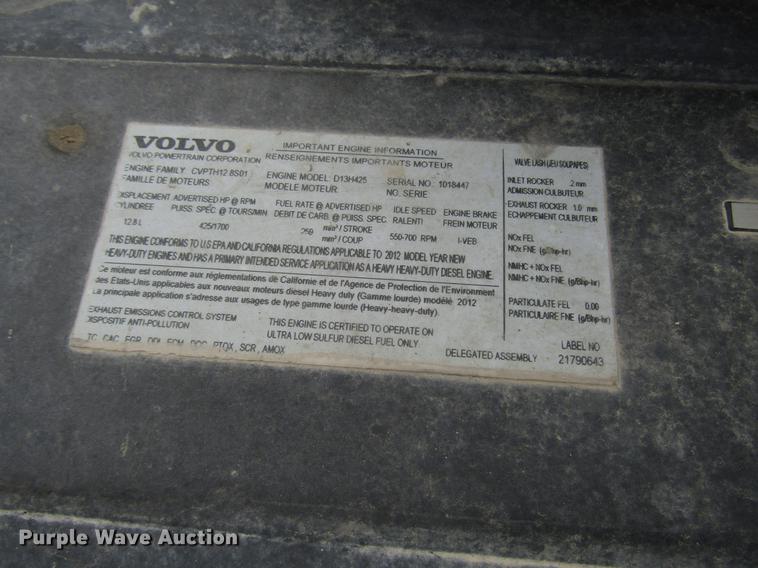 VOLVO
VOLVO POWERTRAIN CORPORATION
IMPORTANT ENGINE INFORMATION
RENSEIGNEMENTS IMPORTANTS MOTEUR
ENGINE FAMILY CVPTH12.8S01
FAMILLE DE MOTEURS
ENGINE MODEL: D13H425
MODELE MOTEUR:
SERIAL NO. 1018447
NO. SERIE
DISPLACEMENT
CYLINDREE
12.8 L
ADVERTISED HP @ RPM
PUISS. SPEC @ TOURS/MIN
425/1700
FUEL RATE @ ADVERTISED HP
DEBIT DE CARB @ PUISS. SPEC
259 mm³ / STROKE
mm³ / COUP
IDLE SPEED
RALENTI
550-700 RPM
ENGINE BRAKE
FREIN MOTEUR
I-VEB
THIS ENGINE CONFORMS TO U.S EPA AND CALIFORNIA REGULATIONS APPLICABLE TO 2012 MODEL YEAR NEW
HEAVY-DUTY ENGINES AND HAS A PRIMARY INTENDED SERVICE APPLICATION AS A HEAVY HEAVY-DUTY DIESEL ENGINE.
Ce moteur est conforme aux réglementations de Californie et de l'Agence de Protection de l'Environment
des Etats-Unis applicables aux nouveaux moteurs diesel Heavy duty (Gamme lourde) modèle 2012
La principale application s'adresse aux usages de type gamme lourde (Heavy-heavy-duty).
EXHAUST EMISSIONS CONTROL SYSTEM
DISPOSITIF ANTI-POLLUTION
TC, CAC, EGR, DDI, ECM, DOC, PTOX, SCR, AMOX
THIS ENGINE IS CERTIFIED TO OPERATE ON
ULTRA LOW SULFUR DIESEL FUEL ONLY
DELEGATED ASSEMBLY
VALVE LASH (JEU SOUPAPES)
INLET ROCKER .2 mm
ADMISSION CULBUTEUR
EXHAUST ROCKER 1.0 mm
ECHAPPEMENT CULBUTEUR
NOx FEL
NOx FNE (g/Bhp-hr)
NMHC + NOx FEL
NMHC + NOx FNE (g/Bhp-hr)
PARTICULATE FEL 0.00
PARTICULAIRE FNE (g/Bhp-hr)
LABEL NO
21790643
Purple Wave Auction